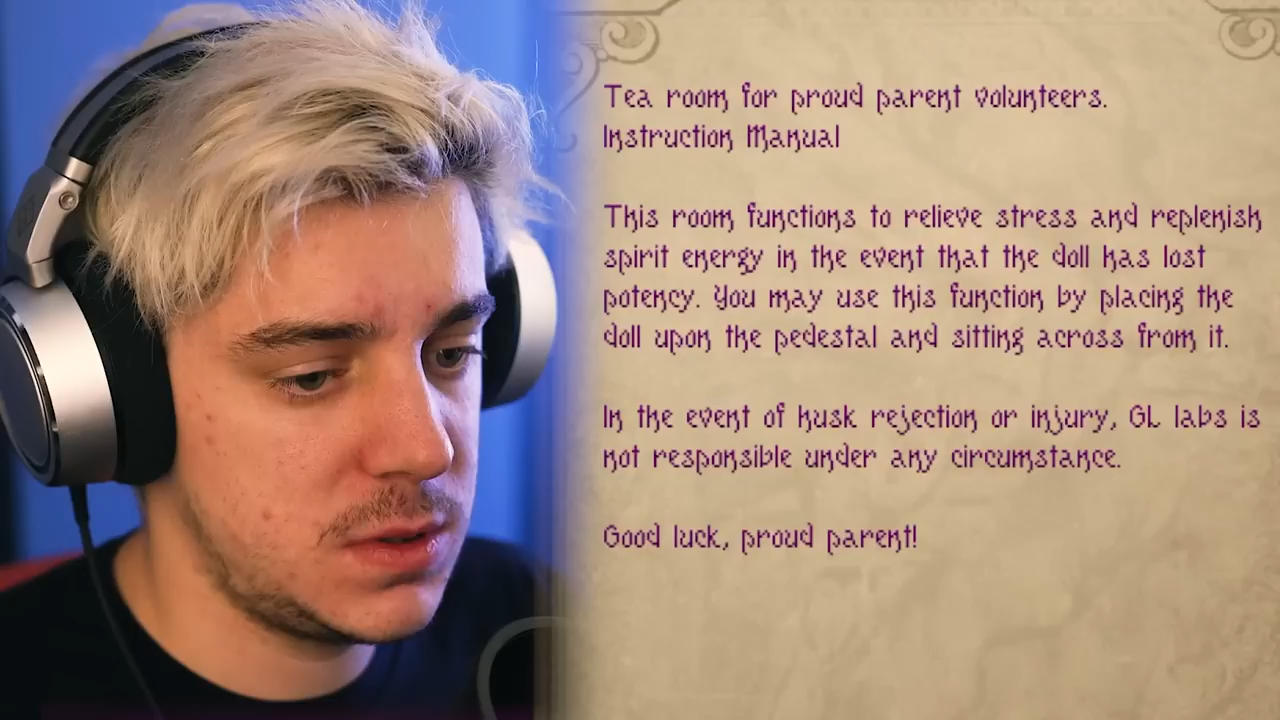 Tea room for proud parent volunteers.
Instruction Manual
This room functions to relieve stress and replenish
spirit energy in the event that the doll has lost
potency. You may use this function by placing the
doll upon the pedestal and sitting across from it.
In the event of husk rejection or injury, GL labs is
not responsible under any circumstance.
Good luck, proud parent!